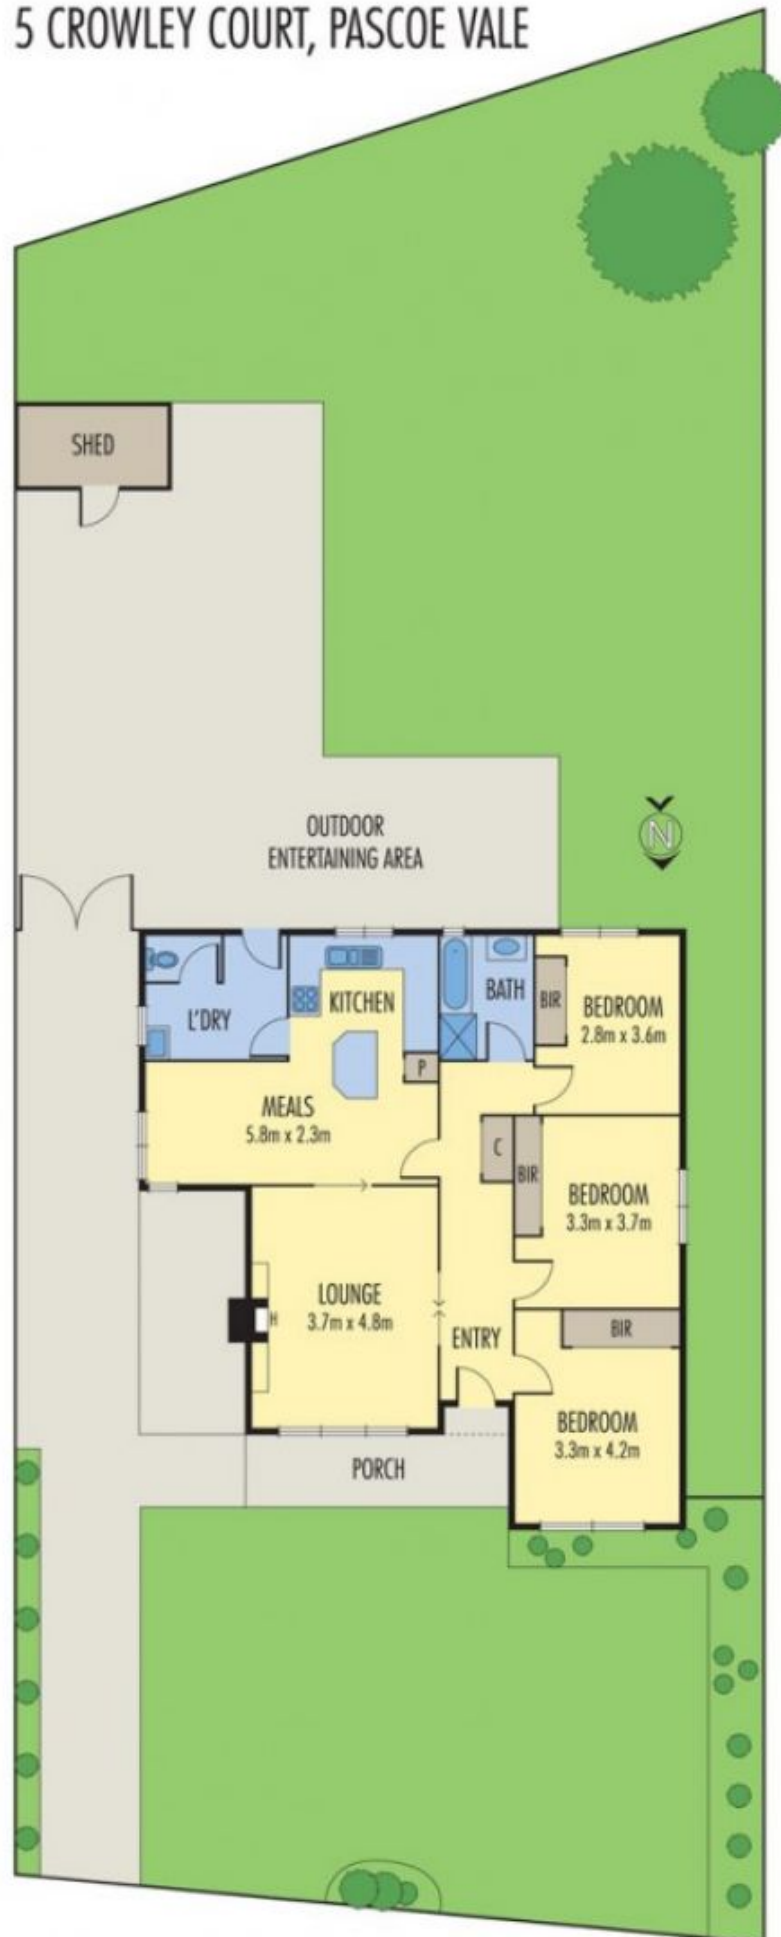 5 CROWLEY COURT, PASCOE VALE
SHED
OUTDOOR
ENTERTAINING AREA
N
L'DRY
KITCHEN
BATH
BIR
BEDROOM
2.8m x 3.6m
P
MEALS
5.8m x 2.3m
C
BIR
BEDROOM
3.3m x 3.7m
LOUNGE
3.7m x 4.8m
H
ENTRY
BIR
BEDROOM
3.3m x 4.2m
PORCH